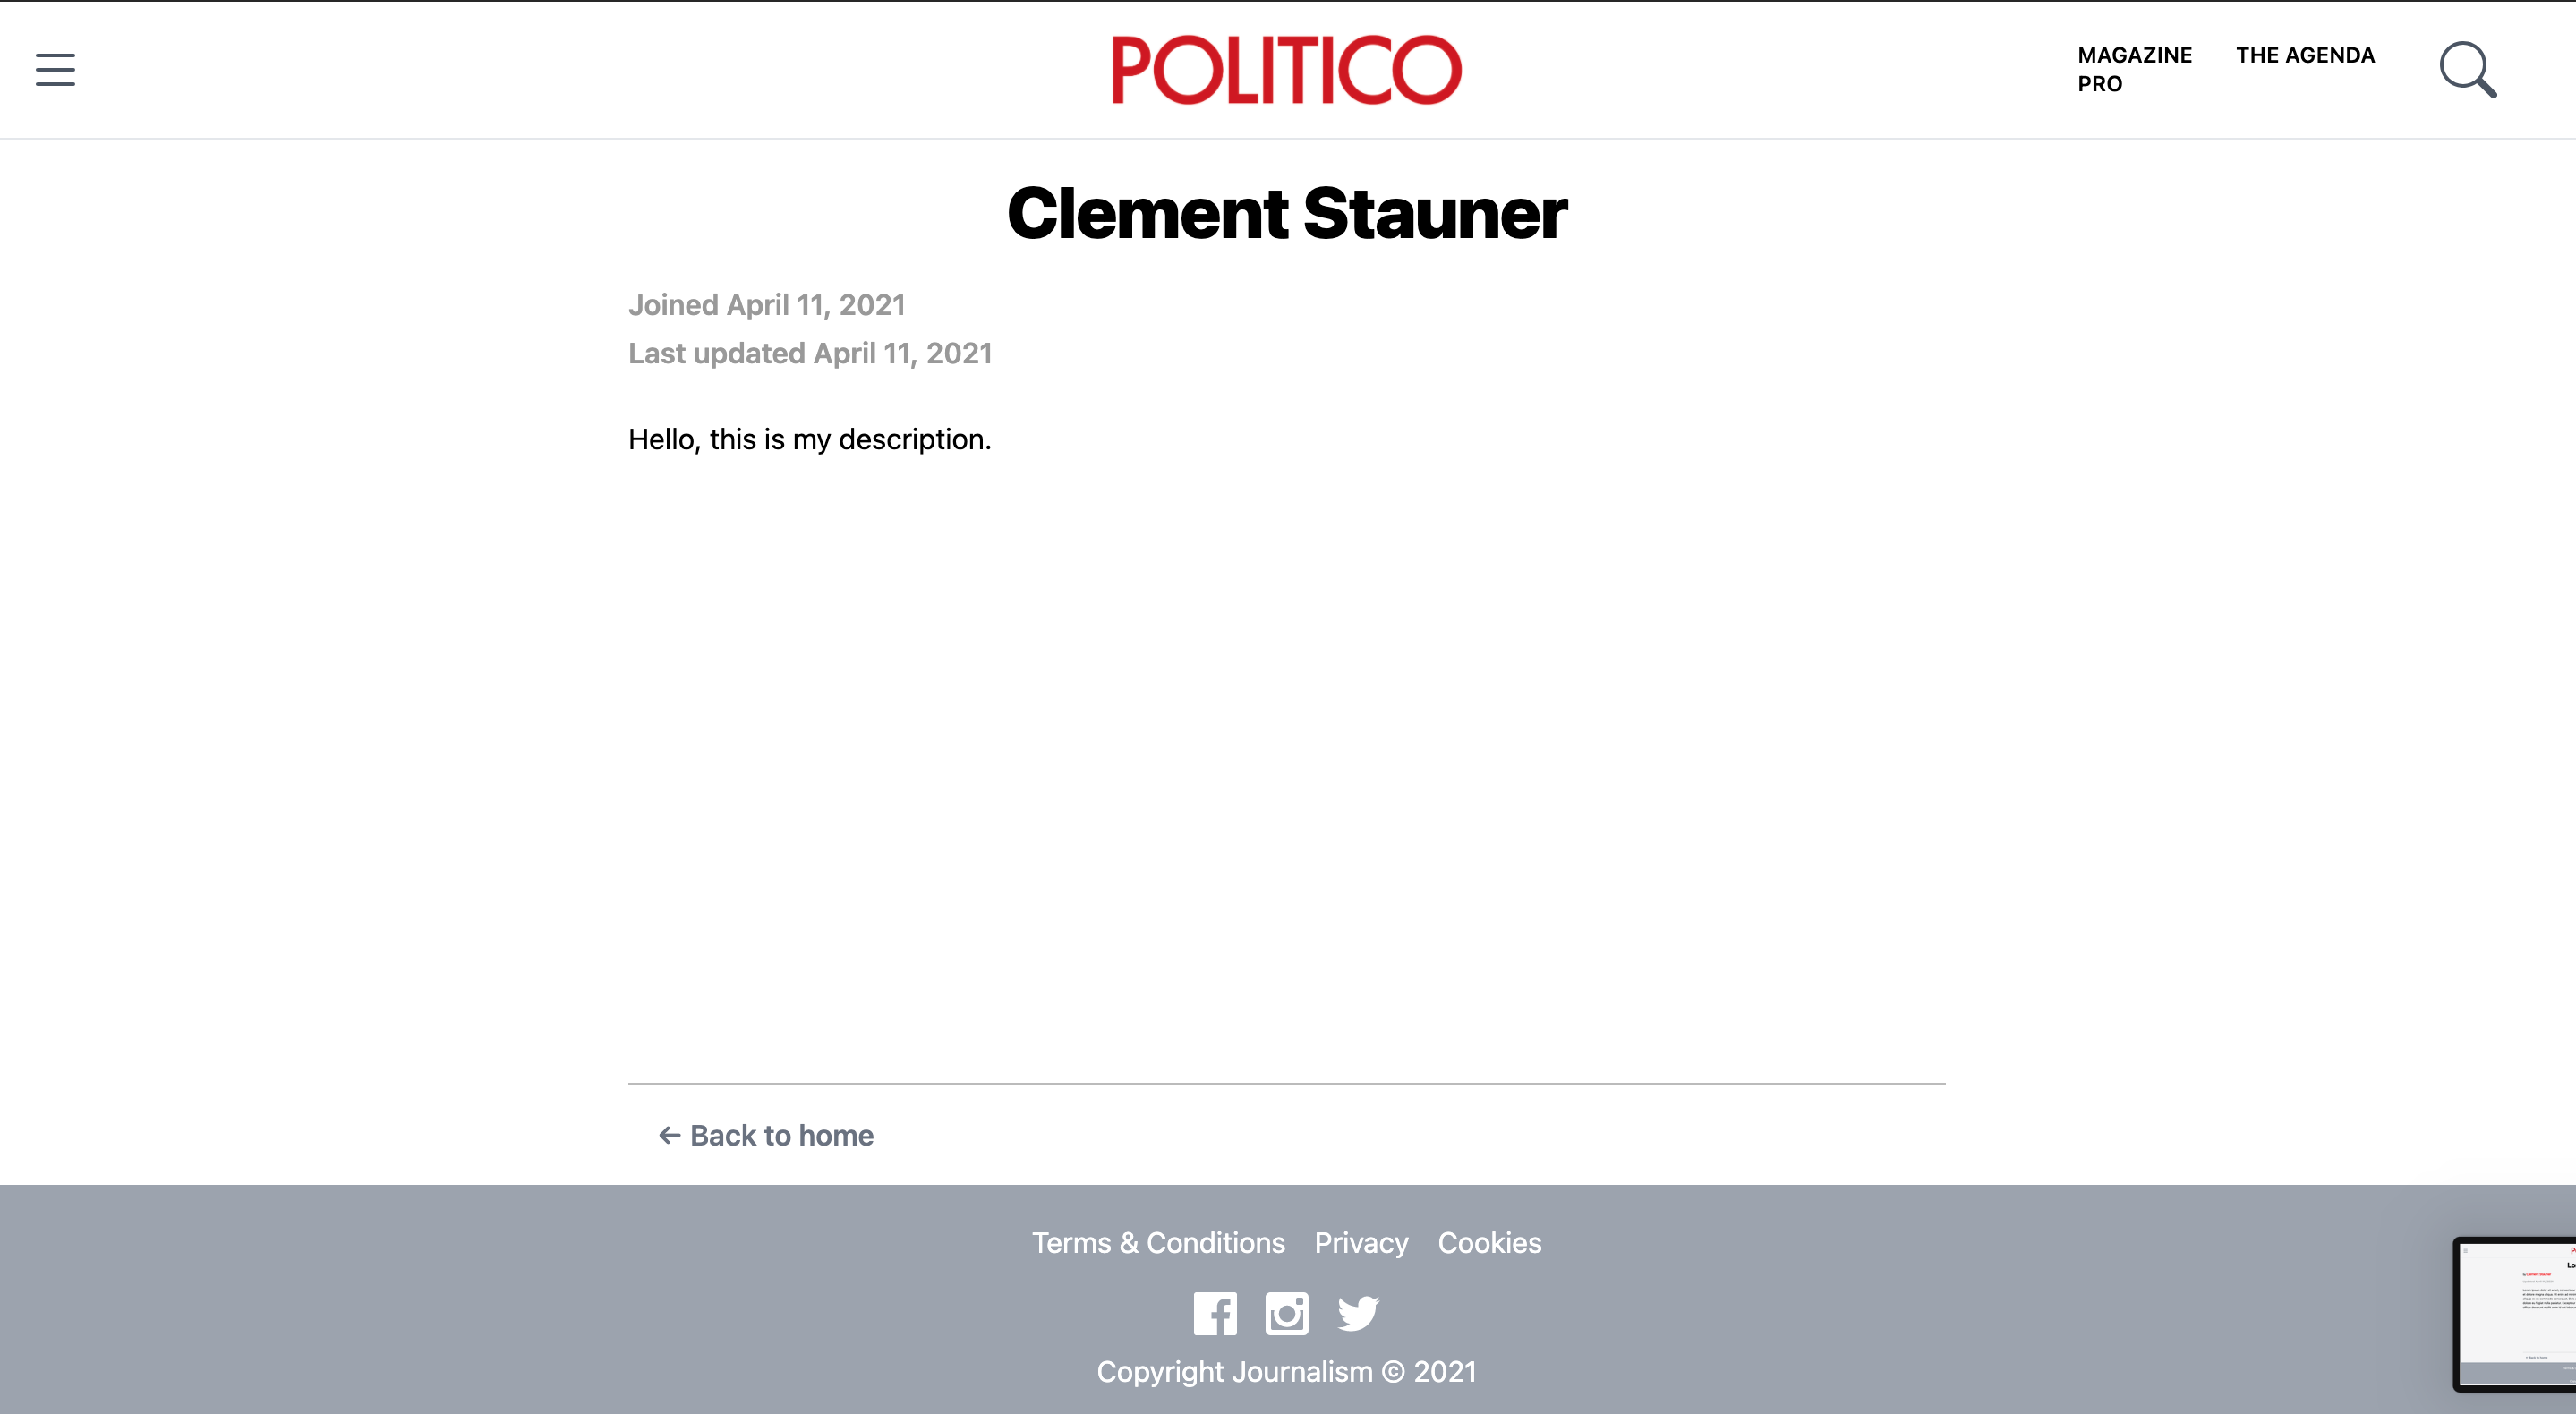 POLITICO
MAGAZINE THE AGENDA
PRO
Clement Stauner
Joined April 11, 2021
Last updated April 11, 2021
Hello, this is my description.
← Back to home
Terms & Conditions Privacy Cookies
Copyright Journalism © 2021